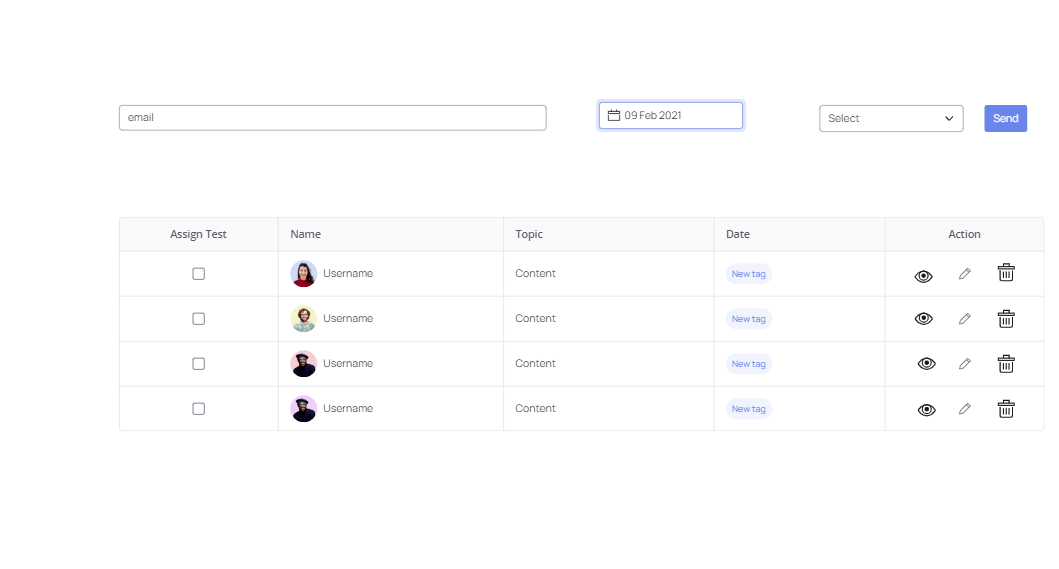 email
09 Feb 2021
Select
Send
Assign Test Name Topic Date Action
Username Content New tag
Username Content New tag
Username Content New tag
Username Content New tag